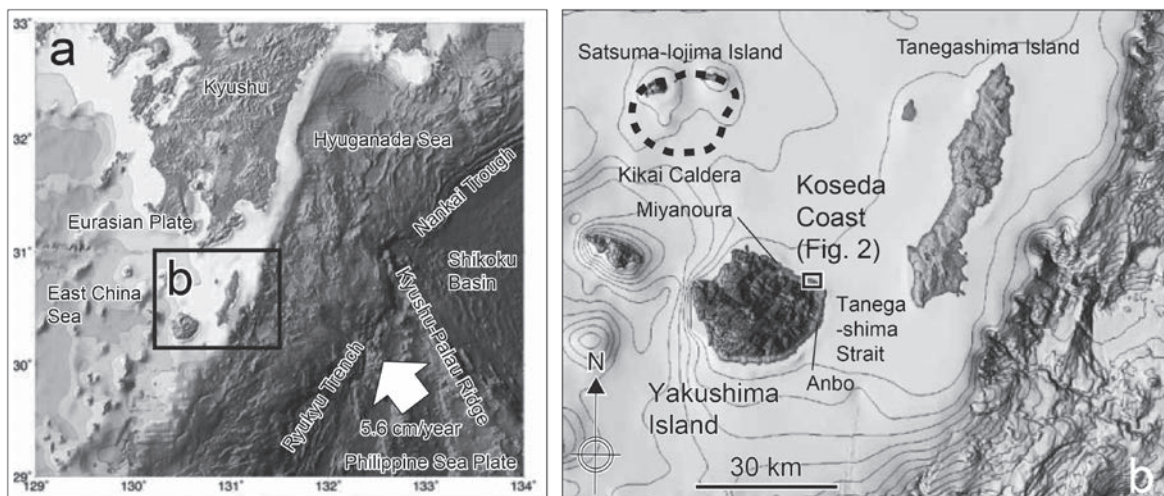 a
33˚
32˚
31˚
30˚
29˚
129˚
130˚
131˚
132˚
133˚
134˚
Kyushu
Hyuganada Sea
Nankai Trough
Eurasian Plate
Shikoku
Basin
b
East China
Sea
Kyushu-Palau Ridge
Ryukyu Trench
5.6 cm/year
Philippine Sea Plate
Satsuma-Iojima Island
Tanegashima Island
Kikai Caldera
Miyanoura
Koseda
Coast
(Fig. 2)
Tanega
-shima
Strait
Anbo
N
Yakushima
Island
30 km
b